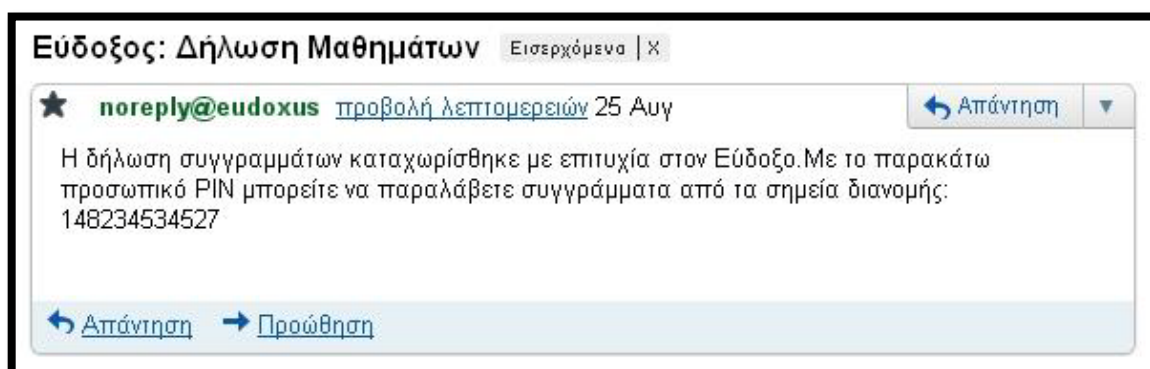 Εύδοξος: Δήλωση Μαθημάτων Εισερχόμενα | X
noreply@eudoxus προβολή λεπτομερειών 25 Αυγ Απάντηση
Η δήλωση συγγραμμάτων καταχωρίσθηκε με επιτυχία στον Εύδοξο.Με το παρακάτω
προσωπικό PIN μπορείτε να παραλάβετε συγγράμματα από τα σημεία διανομής:
148234534527
Απάντηση Προώθηση